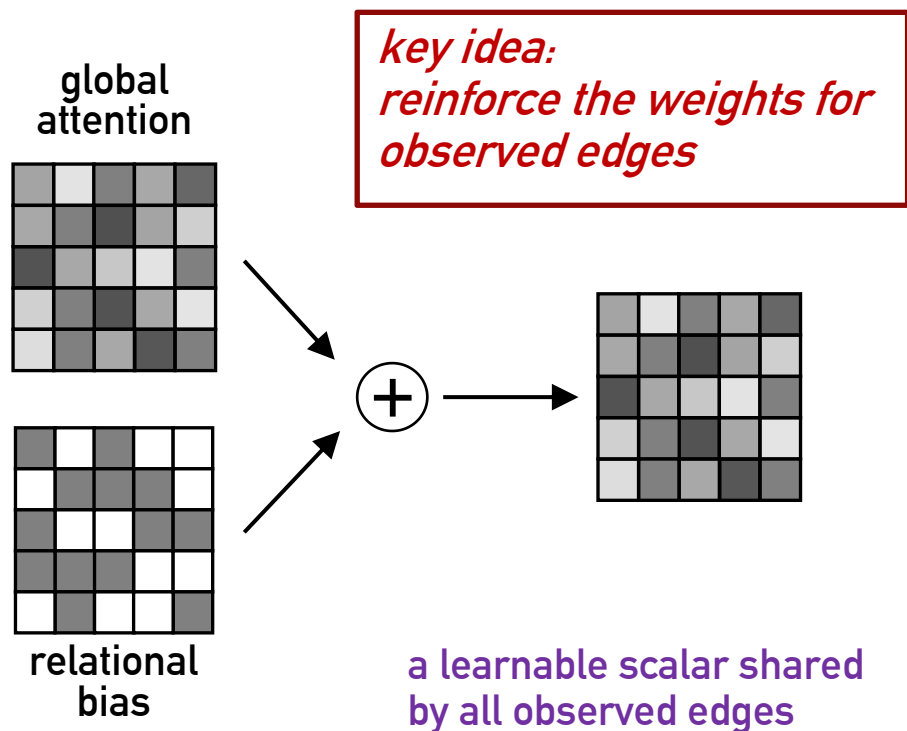 key idea:
reinforce the weights for
observed edges
global
attention
+
relational
bias
a learnable scalar shared
by all observed edges